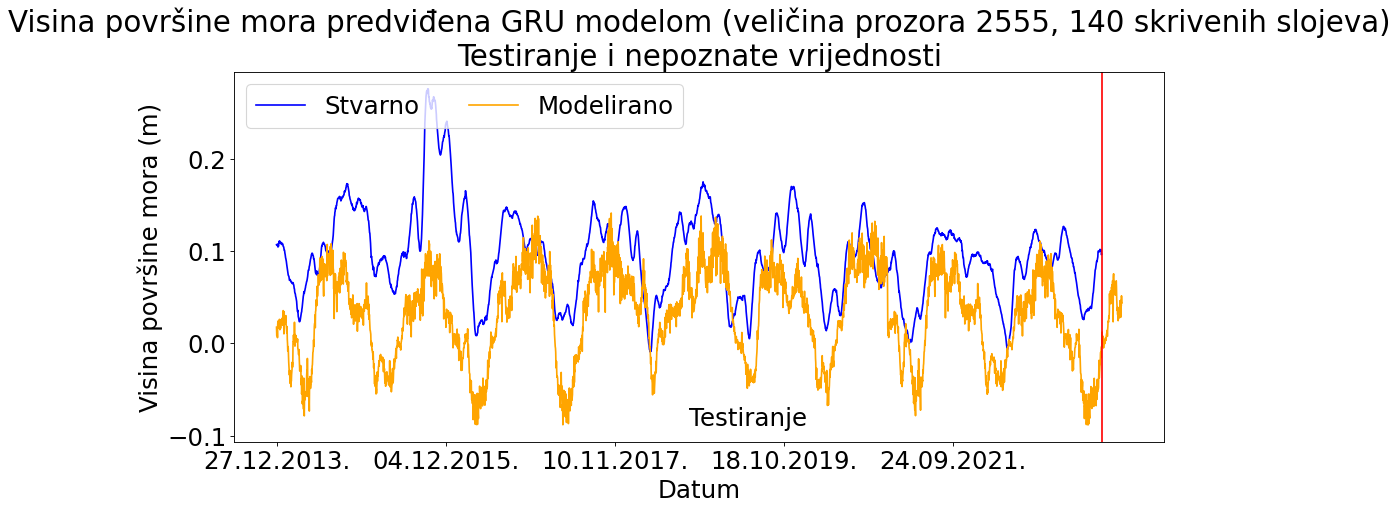 Visina površine mora predviđena GRU modelom (veličina prozora 2555, 140 skrivenih slojeva)
Testiranje i nepoznate vrijednosti
Stvarno Modelirano
Visina površine mora (m)
0.2
0.1
0.0
−0.1
Testiranje
27.12.2013. 04.12.2015. 10.11.2017. 18.10.2019. 24.09.2021.
Datum